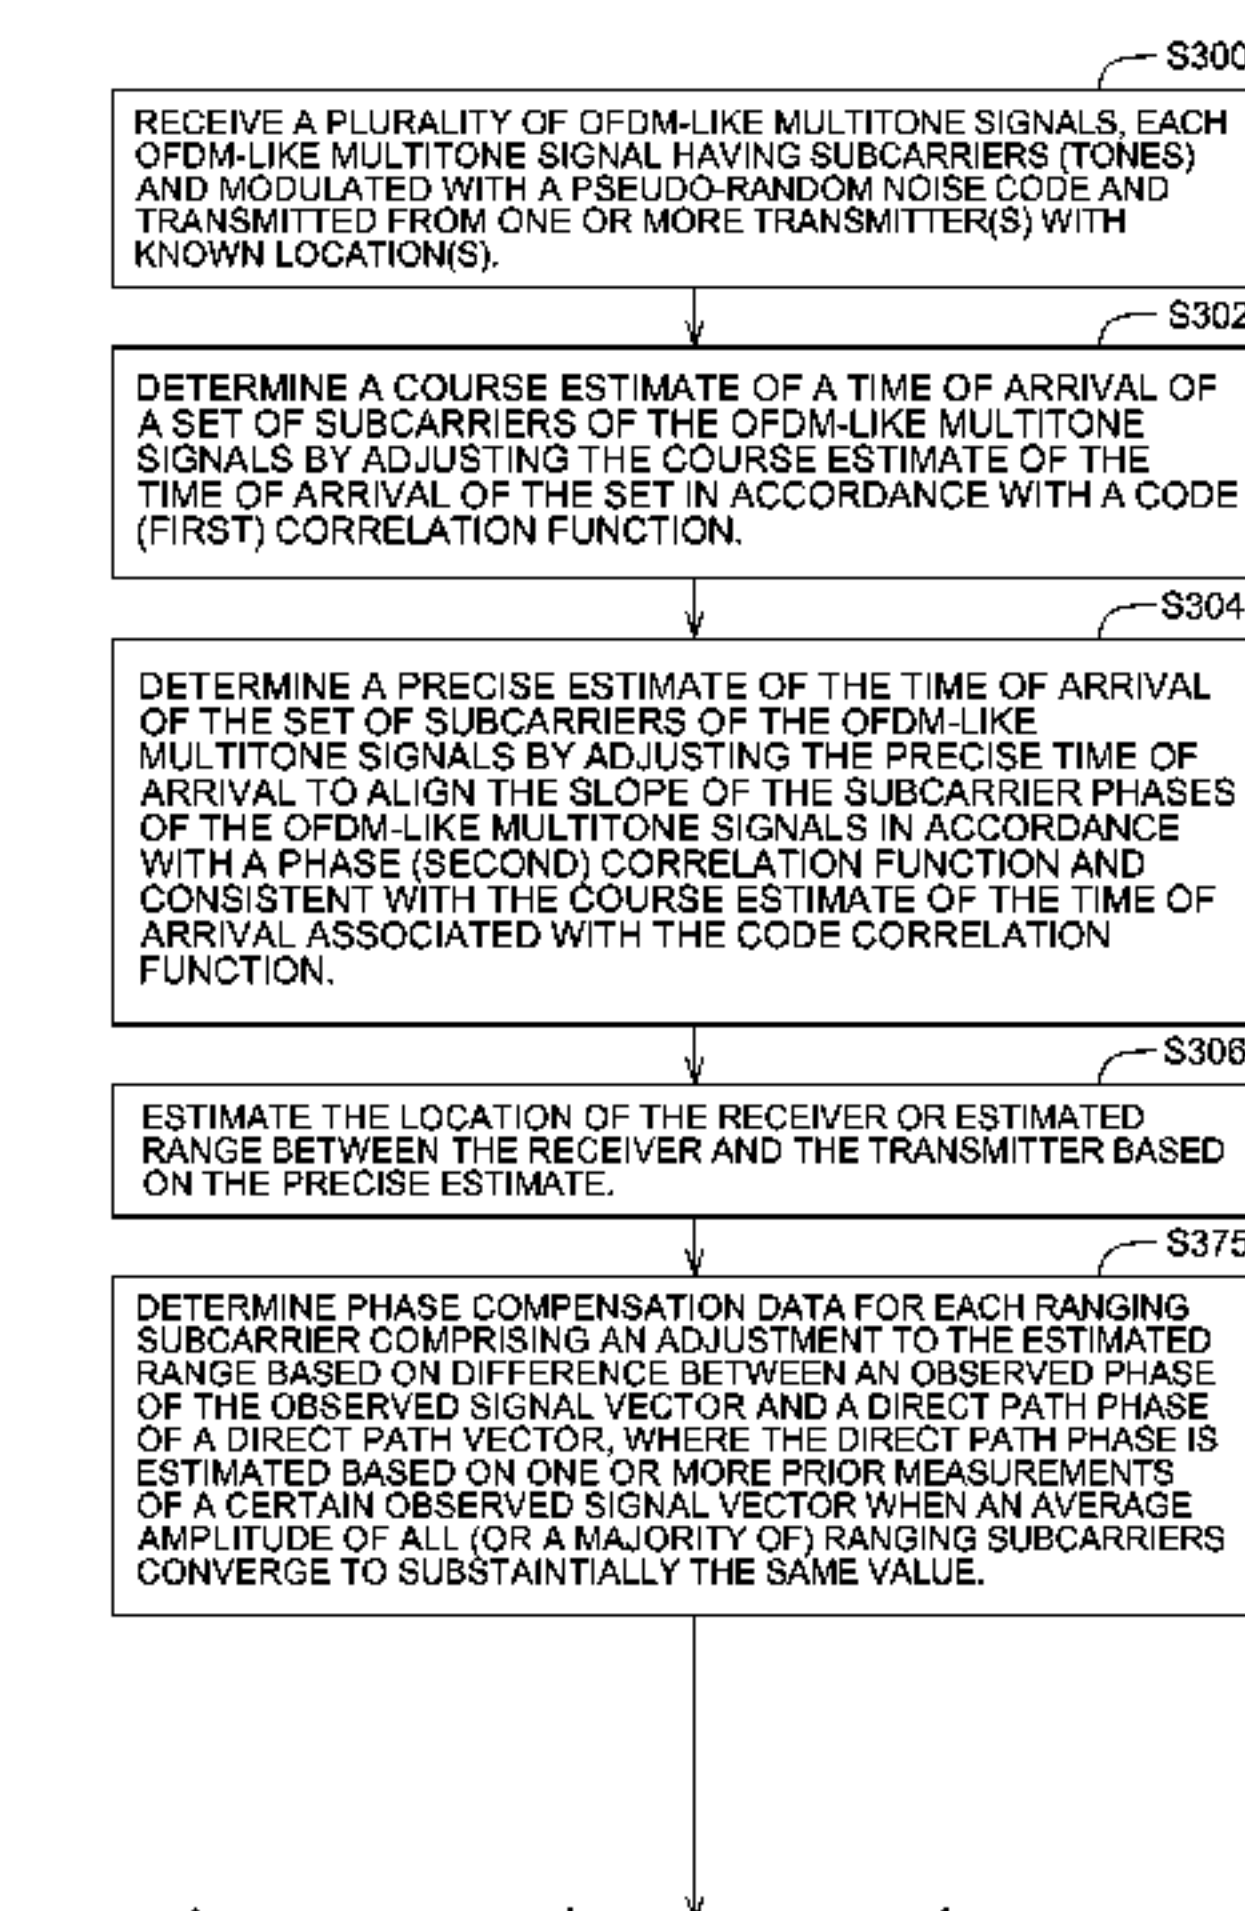 S300
RECEIVE A PLURALITY OF OFDM-LIKE MULTITONE SIGNALS, EACH
OFDM-LIKE MULTITONE SIGNAL HAVING SUBCARRIERS (TONES)
AND MODULATED WITH A PSEUDO-RANDOM NOISE CODE AND
TRANSMITTED FROM ONE OR MORE TRANSMITTER(S) WITH
KNOWN LOCATION(S).
S302
DETERMINE A COURSE ESTIMATE OF A TIME OF ARRIVAL OF
A SET OF SUBCARRIERS OF THE OFDM-LIKE MULTITONE
SIGNALS BY ADJUSTING THE COURSE ESTIMATE OF THE
TIME OF ARRIVAL OF THE SET IN ACCORDANCE WITH A CODE
(FIRST) CORRELATION FUNCTION.
S304
DETERMINE A PRECISE ESTIMATE OF THE TIME OF ARRIVAL
OF THE SET OF SUBCARRIERS OF THE OFDM-LIKE
MULTITONE SIGNALS BY ADJUSTING THE PRECISE TIME OF
ARRIVAL TO ALIGN THE SLOPE OF THE SUBCARRIER PHASES
OF THE OFDM-LIKE MULTITONE SIGNALS IN ACCORDANCE
WITH A PHASE (SECOND) CORRELATION FUNCTION AND
CONSISTENT WITH THE COURSE ESTIMATE OF THE TIME OF
ARRIVAL ASSOCIATED WITH THE CODE CORRELATION
FUNCTION.
S306
ESTIMATE THE LOCATION OF THE RECEIVER OR ESTIMATED
RANGE BETWEEN THE RECEIVER AND THE TRANSMITTER BASED
ON THE PRECISE ESTIMATE.
S375
DETERMINE PHASE COMPENSATION DATA FOR EACH RANGING
SUBCARRIER COMPRISING AN ADJUSTMENT TO THE ESTIMATED
RANGE BASED ON DIFFERENCE BETWEEN AN OBSERVED PHASE
OF THE OBSERVED SIGNAL VECTOR AND A DIRECT PATH PHASE
OF A DIRECT PATH VECTOR, WHERE THE DIRECT PATH PHASE IS
ESTIMATED BASED ON ONE OR MORE PRIOR MEASUREMENTS
OF A CERTAIN OBSERVED SIGNAL VECTOR WHEN AN AVERAGE
AMPLITUDE OF ALL (OR A MAJORITY OF) RANGING SUBCARRIERS
CONVERGE TO SUBSTAINTIALLY THE SAME VALUE.